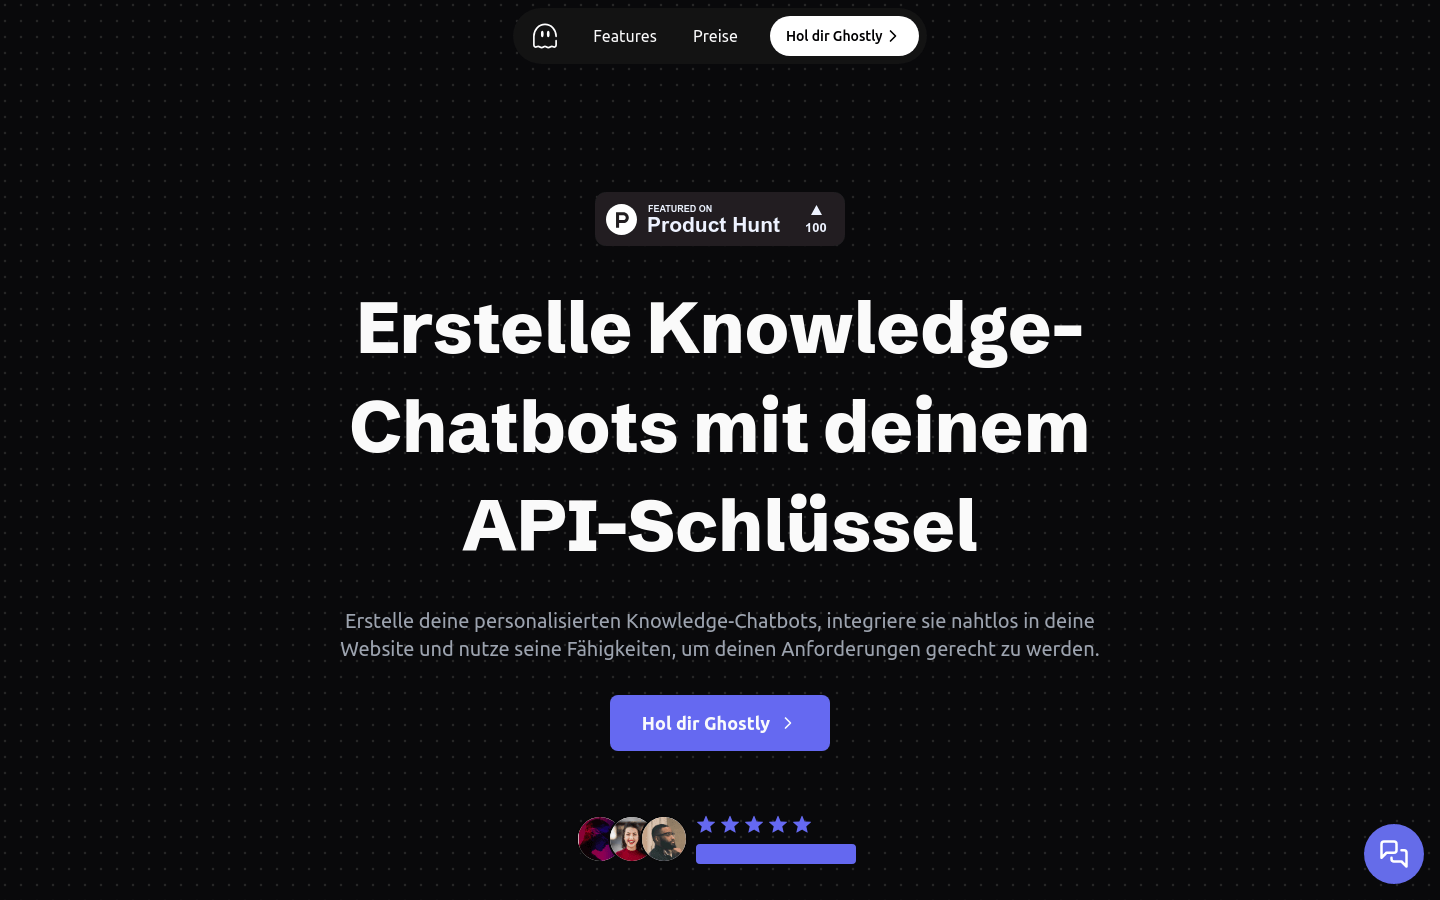 Features
Preise
Hol dir Ghostly
FEATURED ON
Product Hunt
100
Erstelle Knowledge-
Chatbots mit deinem
API-Schlüssel
Erstelle deine personalisierten Knowledge-Chatbots, integriere sie nahtlos in deine
Website und nutze seine Fähigkeiten, um deinen Anforderungen gerecht zu werden.
Hol dir Ghostly